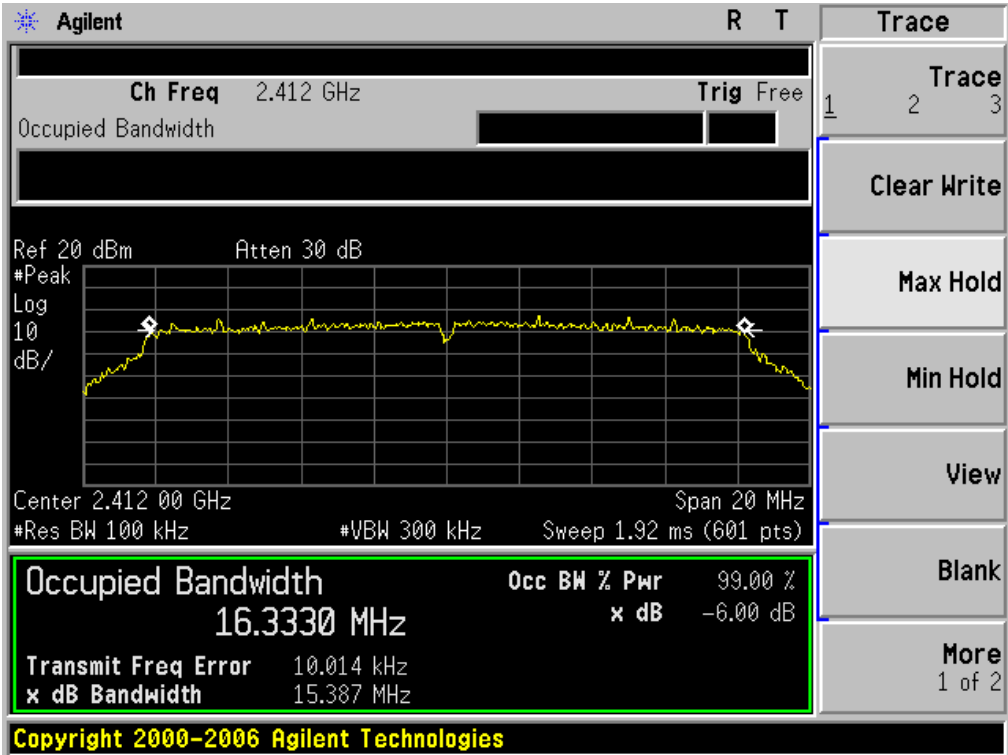 Agilent R T
Ch Freq 2.412 GHz Trig Free
Occupied Bandwidth
Ref 20 dBm Atten 30 dB
#Peak
Log
10
dB/
Center 2.412 00 GHz Span 20 MHz
#Res BW 100 kHz #VBW 300 kHz Sweep 1.92 ms (601 pts)
Occupied Bandwidth
16.3330 MHz
Occ BW % Pwr 99.00 %
x dB -6.00 dB
Transmit Freq Error 10.014 kHz
x dB Bandwidth 15.387 MHz
Copyright 2000-2006 Agilent Technologies
Trace
Trace
1 2 3
Clear Write
Max Hold
Min Hold
View
Blank
More
1 of 2